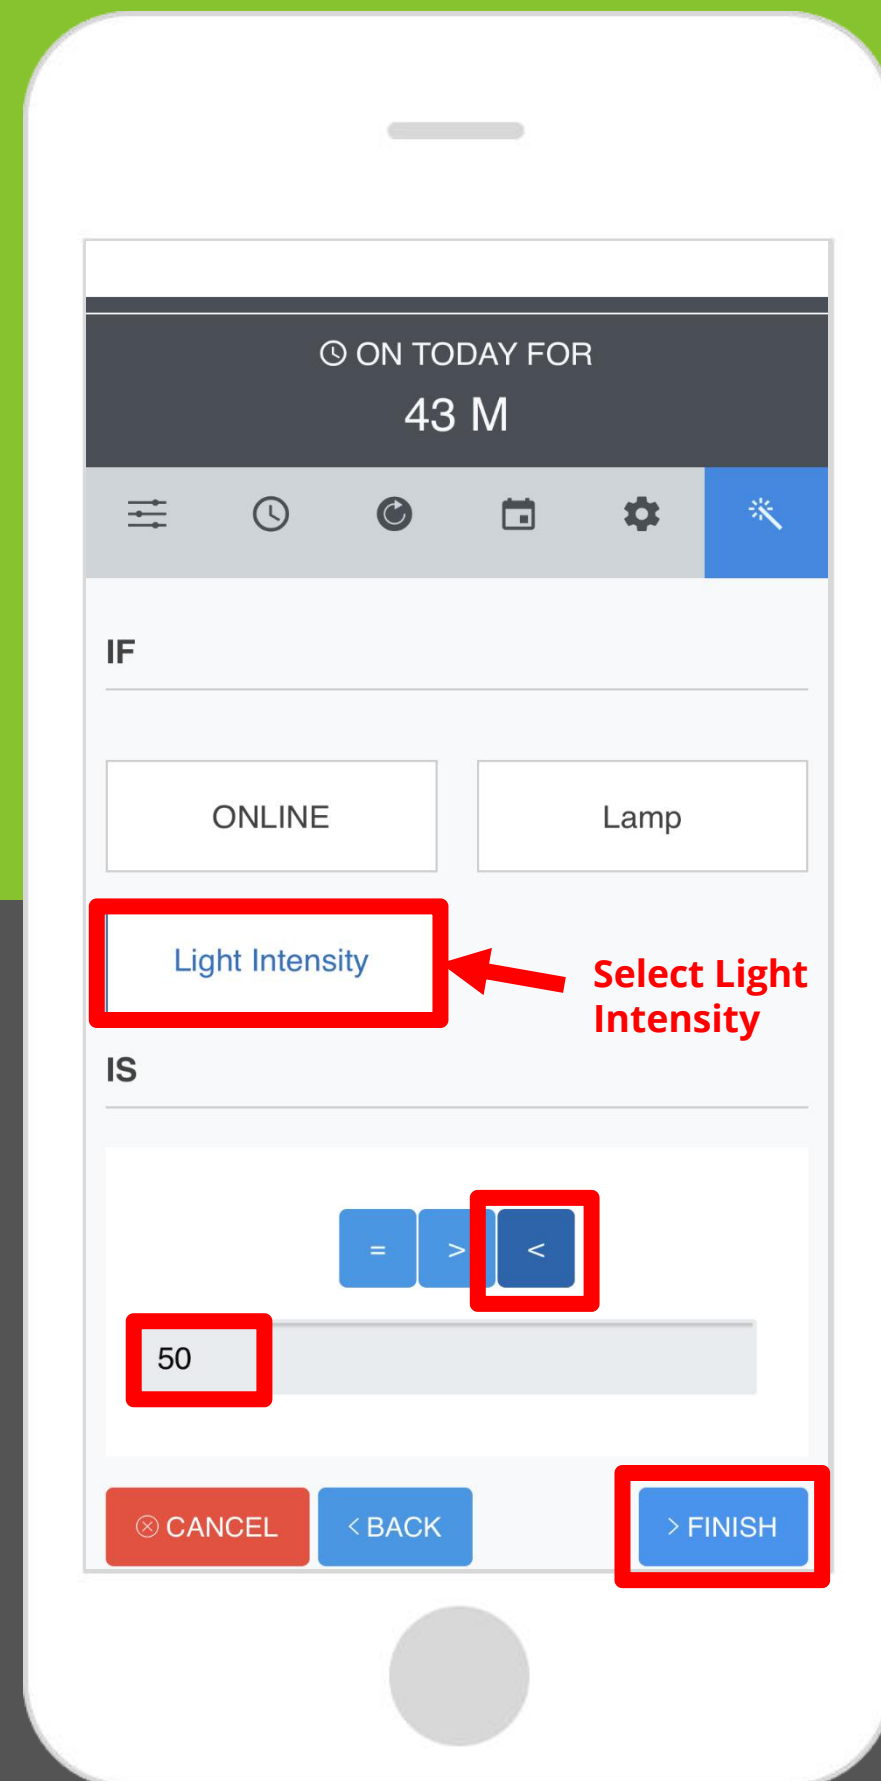 ON TODAY FOR
43 M
IF
ONLINE
Lamp
Light Intensity
Select Light
Intensity
IS
=
>
<
50
CANCEL
< BACK
> FINISH